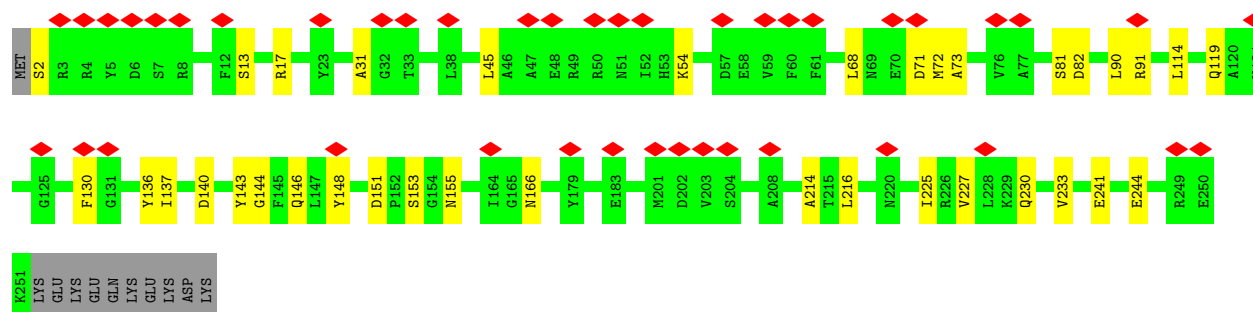 MET S2 R3 R4 Y5 D6 S7 R8 F12 S13 R17 Y23 A31 G32 T33 L38 L45 A46 A47 E48 R49 R50 N51 I52 H53 K54 D57 E58 V59 F60 F61 L68 N69 E70 D71 M72 A73 V76 A77 S81 D82 L90 R91 L114 Q119 A120
G125 F130 G131 Y136 I137 D140 Y143 G144 F145 Q146 L147 Y148 D151 P152 S153 G154 N155 I164 G165 N166 Y179 E183 M201 D202 V203 S204 A208 A214 T215 L216 N220 I225 R226 V227 L228 K229 Q230 V233 E241 E244 R249 E250
K251 LYS GLU LYS GLU GLN LYS GLU LYS ASP LYS